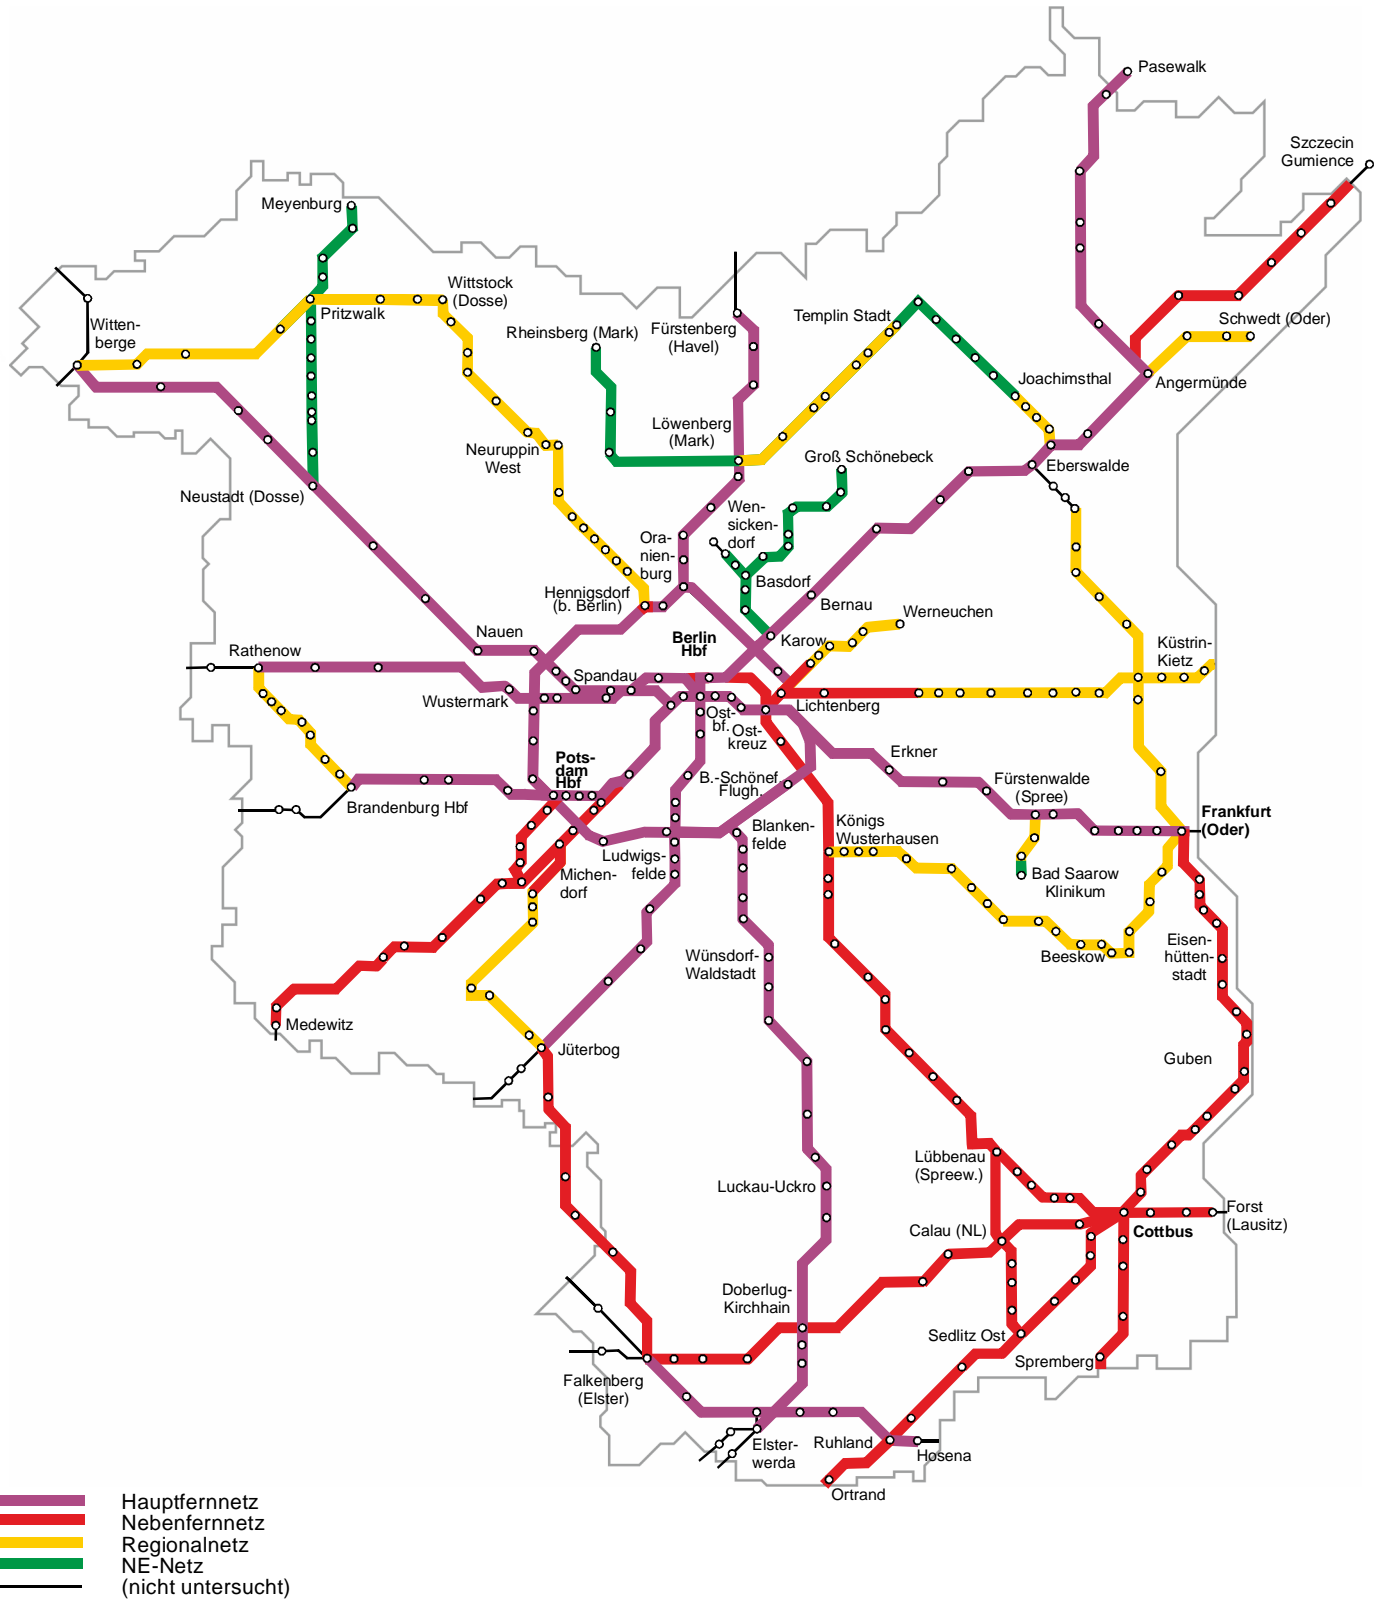 Pasewalk
Szczecin
Gumience
Meyenburg
Wittstock
(Dosse)
Pritzwalk
Witten-
berge
Rheinsberg (Mark)
Fürstenberg
(Havel)
Templin Stadt
Schwedt (Oder)
Joachimsthal
Angermünde
Löwenberg
(Mark)
Neuruppin
West
Groß Schönebeck
Eberswalde
Neustadt (Dosse)
Wen-
sicken-
dorf
Ora-
nien-
burg
Basdorf
Hennigsdorf
(b. Berlin)
Bernau
Werneuchen
Nauen
Berlin
Hbf
Karow
Küstrin-
Kietz
Rathenow
Spandau
Wustermark
Lichtenberg
Ost-
bf.
Ost-
kreuz
Erkner
Pots-
dam
Hbf
B.-Schönef.
Flugh.
Fürstenwalde
(Spree)
Brandenburg Hbf
Frankfurt
(Oder)
Blanken-
felde
Königs
Wusterhausen
Ludwigs-
felde
Michen-
dorf
Bad Saarow
Klinikum
Wünsdorf-
Waldstadt
Beeskow
Eisen-
hütten-
stadt
Medewitz
Jüterbog
Guben
Lübbenau
(Spreew.)
Luckau-Uckro
Forst
(Lausitz)
Calau (NL)
Cottbus
Doberlug-
Kirchhain
Sedlitz Ost
Spremberg
Falkenberg
(Elster)
Elster-
werda
Ruhland
Hosena
Ortrand
Hauptfernnetz
Nebenfernnetz
Regionalnetz
NE-Netz
(nicht untersucht)